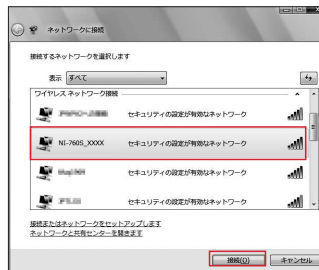 ネットワークに接続
接続するネットワークを選択します
表示 すべて
ワイヤレス ネットワーク接続
セキュリティの設定が有効なネットワーク
NI-760S_XXXX セキュリティの設定が有効なネットワーク
セキュリティの設定が有効なネットワーク
セキュリティの設定が有効なネットワーク
接続またはネットワークをセットアップします
ネットワークと共有センターを開きます
接続(O) キャンセル